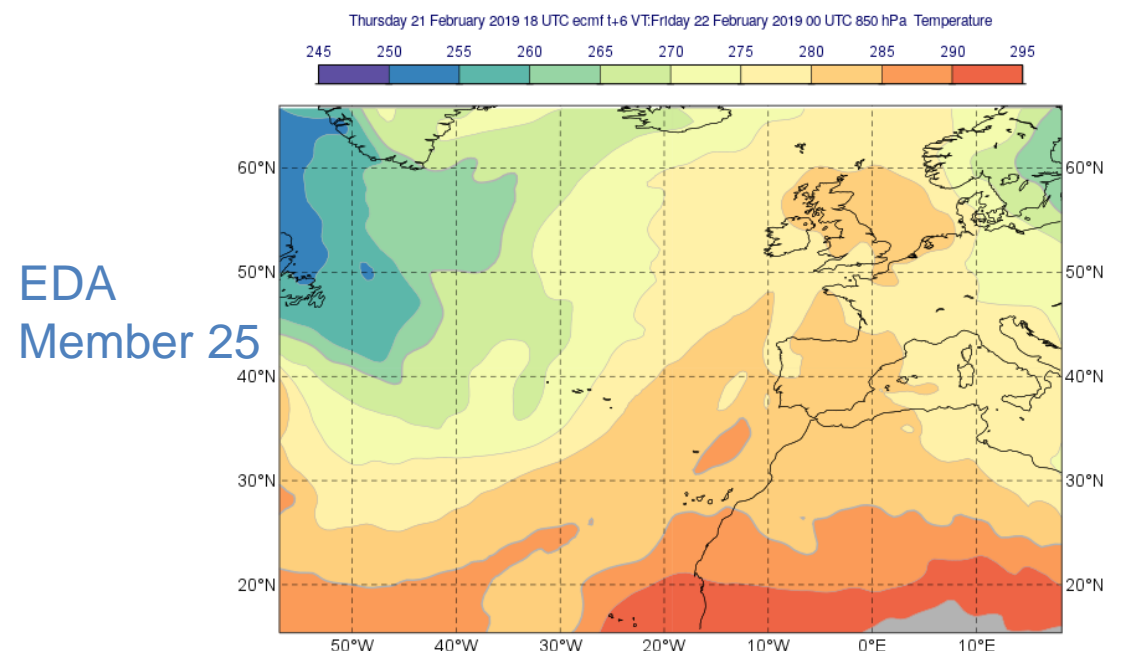 Thursday 21 February 2019 18 UTC ecmf t+6 VT:Friday 22 February 2019 00 UTC 850 hPa Temperature
245 250 255 260 265 270 275 280 285 290 295
60°N 60°N
EDA
50°N 50°N
Member 25
40°N 40°N
30°N 30°N
20°N 20°N
50°W 40°W 30°W 20°W 10°W 0°E 10°E